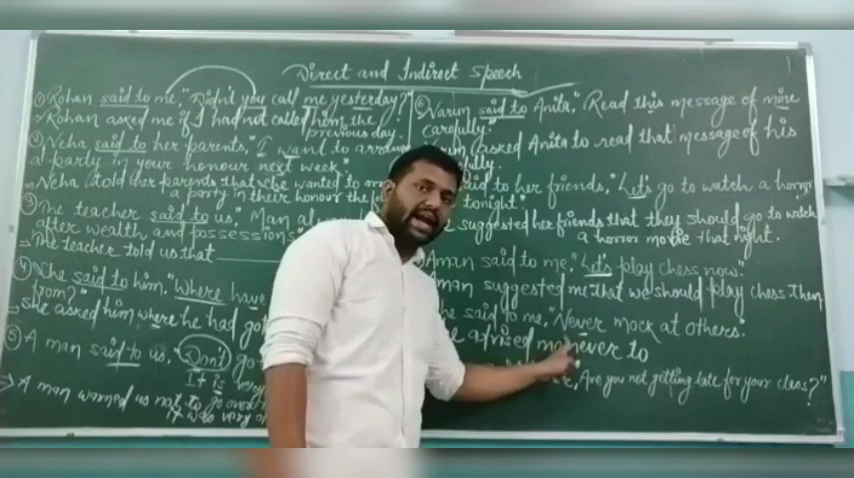 Direct and Indirect Speech
① Rohan said to me, "Didn't you call me yesterday?"
Rohan asked me if I had not called him the
previous day.
② Neha said to her parents, "I want to arrange
a party in your honour next week."
Neha told her parents that she wanted to
a party in their honour the
③ The teacher said to us, "Man
after wealth and possessions
The teacher told us that
④ She said to him, "Where have
from?"
She asked him where he had
⑤ A man said to us, "Don't go
It is very
A man warned us not to go over
It was very
⑥ Narun said to Anita, "Read this message of mine
carefully."
asked Anita to read that message of his
said to her friends, "Let's go to watch a horror
tonight."
suggested her friends that they should go to watch
a horror movie that night.
Aman said to me, "Let's play chess now."
suggested me that we should play chess then
said to me, "Never mock at others".
advised me never to
Are you not getting late for your class?"